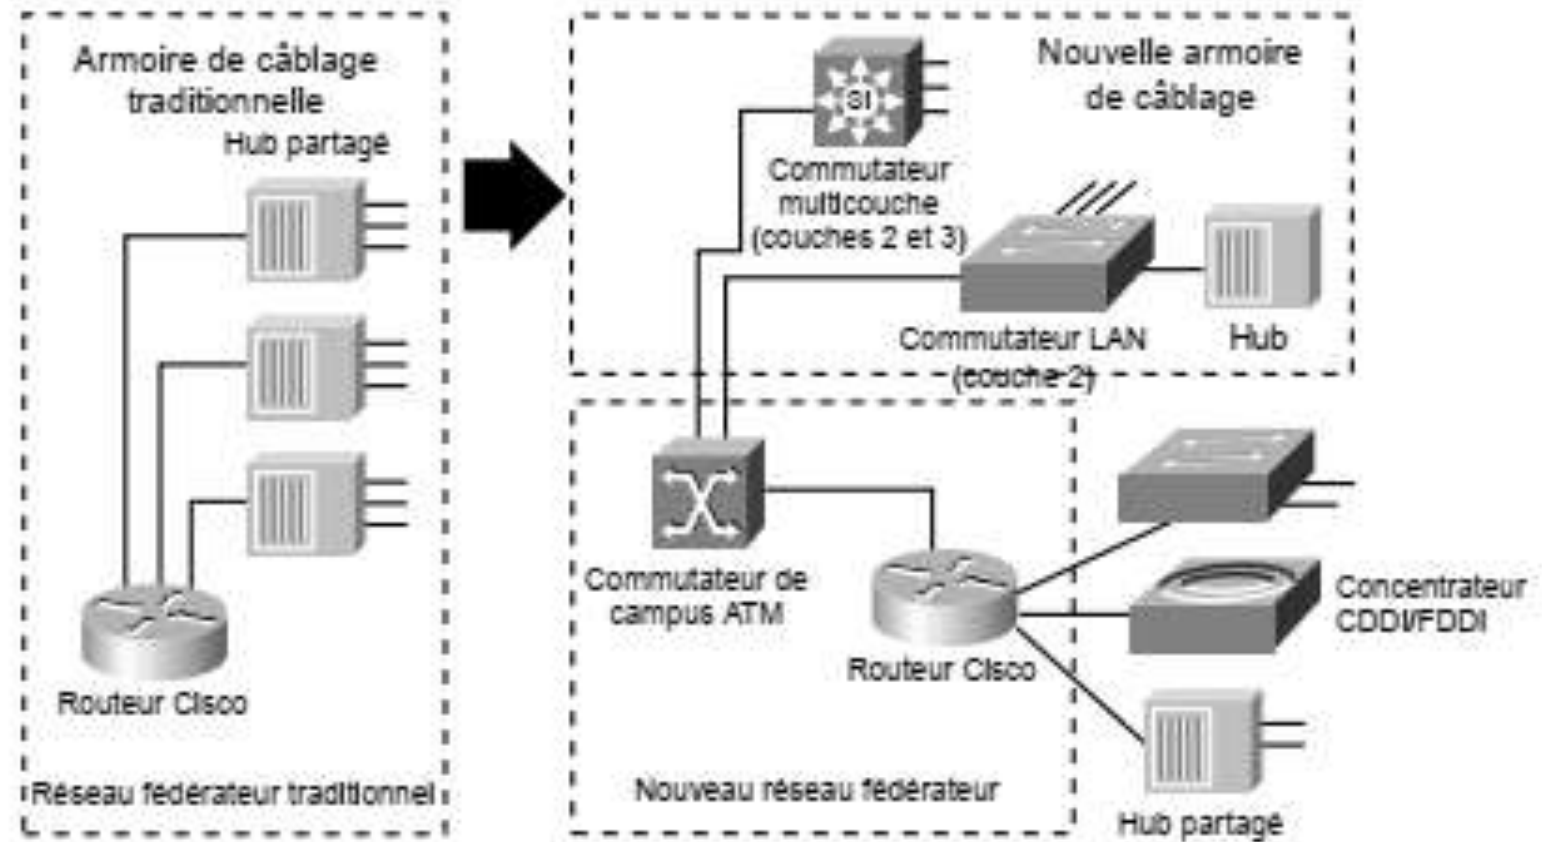 Armoire de câblage
traditionnelle
Hub partagé
Routeur Cisco
Réseau fédérateur traditionnel
Nouvelle armoire
de câblage
SI
Commutateur
multicouche
(couches 2 et 3)
Commutateur LAN
(couche 2)
Hub
Commutateur de
campus ATM
Routeur Cisco
Nouveau réseau fédérateur
Concentrateur
CDDI/FDDI
Hub partagé